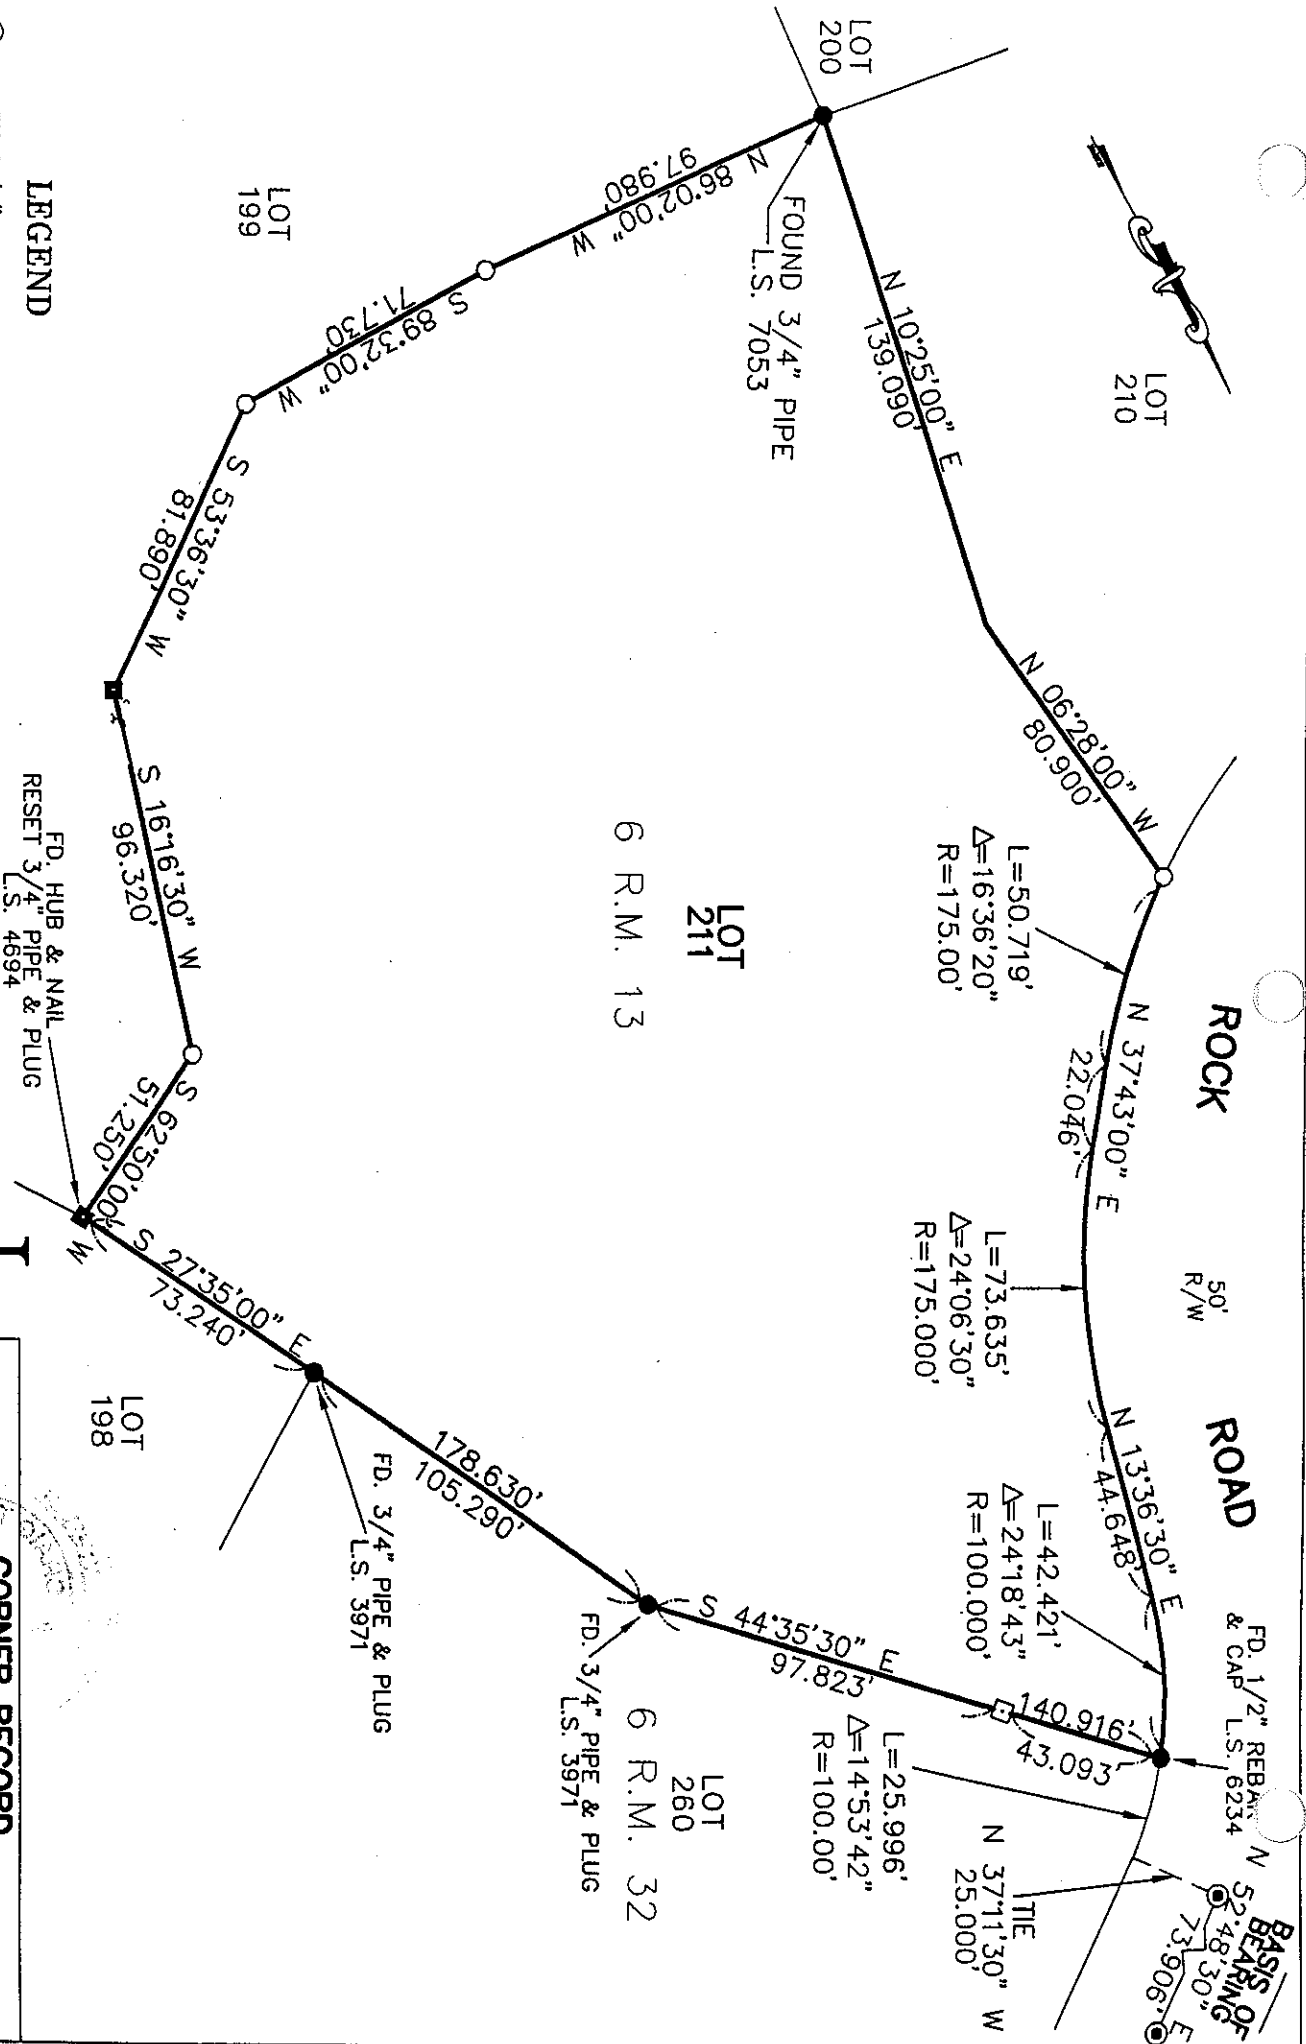 LOT
200
LOT
210
N 10°25'00" E
139.090'
N 06°28'00" W
80.900'
FOUND 3/4" PIPE
L.S. 7053
N 86°02'00" W
97.980'
S 89°32'00" W
71.730'
LOT
199
LEGEND
S 53°36'30" W
81.890'
S 16°16'30" W
96.320'
S 62°50'00" W
51.250'
FD. HUB & NAIL
RESET 3/4" PIPE & PLUG
L.S. 4694
LOT
211
6 R.M. 13
L=50.719'
Δ=16°36'20"
R=175.00'
N 37°43'00" E
22.046'
ROCK ROAD
50'
R/W
L=73.635'
Δ=24°06'30"
R=175.000'
N 13°36'30" E
44.648'
L=42.421'
Δ=24°18'43"
R=100.000'
FD. 1/2" REBAR
& CAP L.S. 6234
S 27°35'00" E
73.240'
178.630'
105.290'
FD. 3/4" PIPE & PLUG
L.S. 3971
LOT
198
S 44°35'30" E
97.823'
140.916'
43.093'
FD. 3/4" PIPE & PLUG
L.S. 3971
LOT
260
6 R.M. 32
L=25.996'
Δ=14°53'42"
R=100.00'
TIE
N 37°11'30" W
25.000'
BASIS OF
BEARING
N 52°48'30" E
73.906'
CORNER RECORD